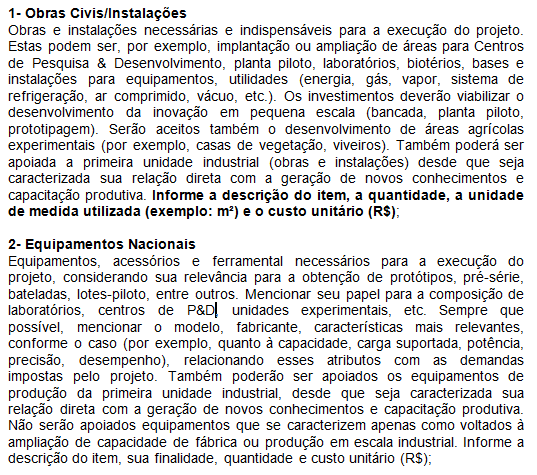 1- Obras Civis/Instalações
Obras e instalações necessárias e indispensáveis para a execução do projeto.
Estas podem ser, por exemplo, implantação ou ampliação de áreas para Centros
de Pesquisa & Desenvolvimento, planta piloto, laboratórios, biotérios, bases e
instalações para equipamentos, utilidades (energia, gás, vapor, sistema de
refrigeração, ar comprimido, vácuo, etc.). Os investimentos deverão viabilizar o
desenvolvimento da inovação em pequena escala (bancada, planta piloto,
prototipagem). Serão aceitos também o desenvolvimento de áreas agrícolas
experimentais (por exemplo, casas de vegetação, viveiros). Também poderá ser
apoiada a primeira unidade industrial (obras e instalações) desde que seja
caracterizada sua relação direta com a geração de novos conhecimentos e
capacitação produtiva. Informe a descrição do item, a quantidade, a unidade
de medida utilizada (exemplo: m²) e o custo unitário (R$);
2- Equipamentos Nacionais
Equipamentos, acessórios e ferramental necessários para a execução do
projeto, considerando sua relevância para a obtenção de protótipos, pré-série,
bateladas, lotes-piloto, entre outros. Mencionar seu papel para a composição de
laboratórios, centros de P&D, unidades experimentais, etc. Sempre que
possível, mencionar o modelo, fabricante, características mais relevantes,
conforme o caso (por exemplo, quanto à capacidade, carga suportada, potência,
precisão, desempenho), relacionando esses atributos com as demandas
impostas pelo projeto. Também poderão ser apoiados os equipamentos de
produção da primeira unidade industrial, desde que seja caracterizada sua
relação direta com a geração de novos conhecimentos e capacitação produtiva.
Não serão apoiados equipamentos que se caracterizem apenas como voltados à
ampliação de capacidade de fábrica ou produção em escala industrial. Informe a
descrição do item, sua finalidade, quantidade e custo unitário (R$);